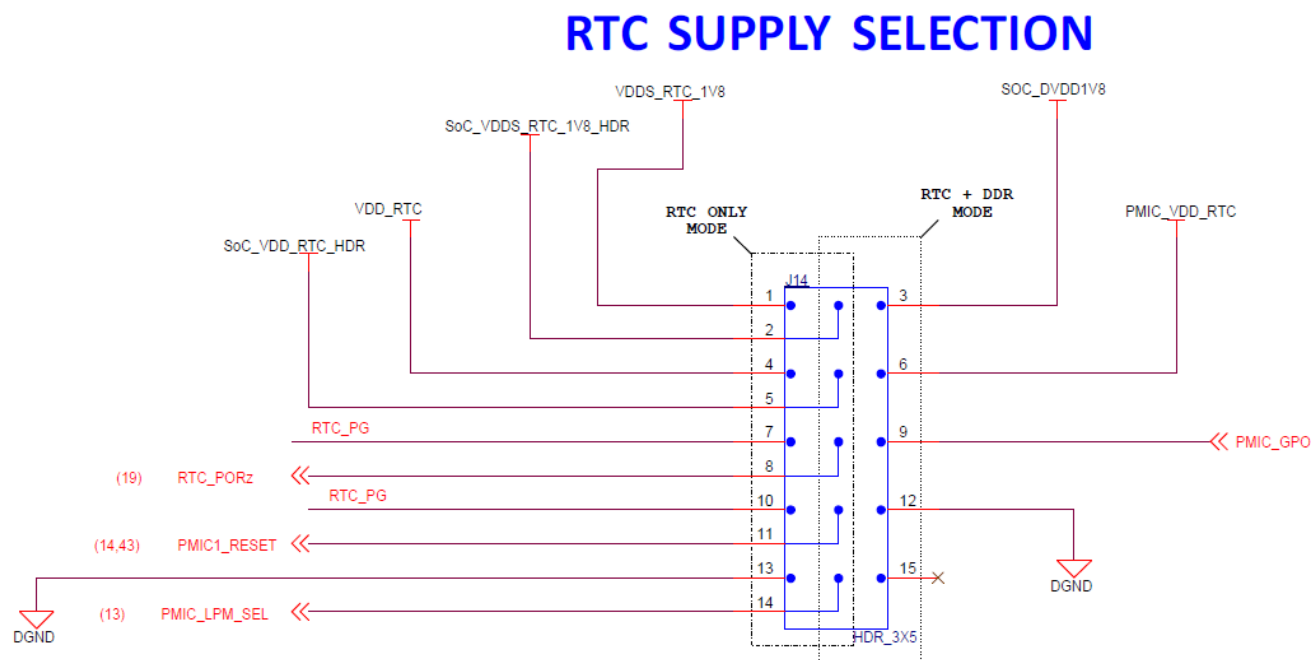 RTC SUPPLY SELECTION
VDDS_RTC_1V8
SOC_DVDD1V8
SoC_VDDS_RTC_1V8_HDR
RTC ONLY
MODE
RTC + DDR
MODE
VDD_RTC
PMIC_VDD_RTC
SoC_VDD_RTC_HDR
J14
1
3
2
4
6
5
RTC_PG
7
9
PMIC_GPO
(19) RTC_PORz
8
RTC_PG
10
12
(14,43) PMIC1_RESET
11
13
15
DGND
(13) PMIC_LPM_SEL
14
DGND
HDR_3X5